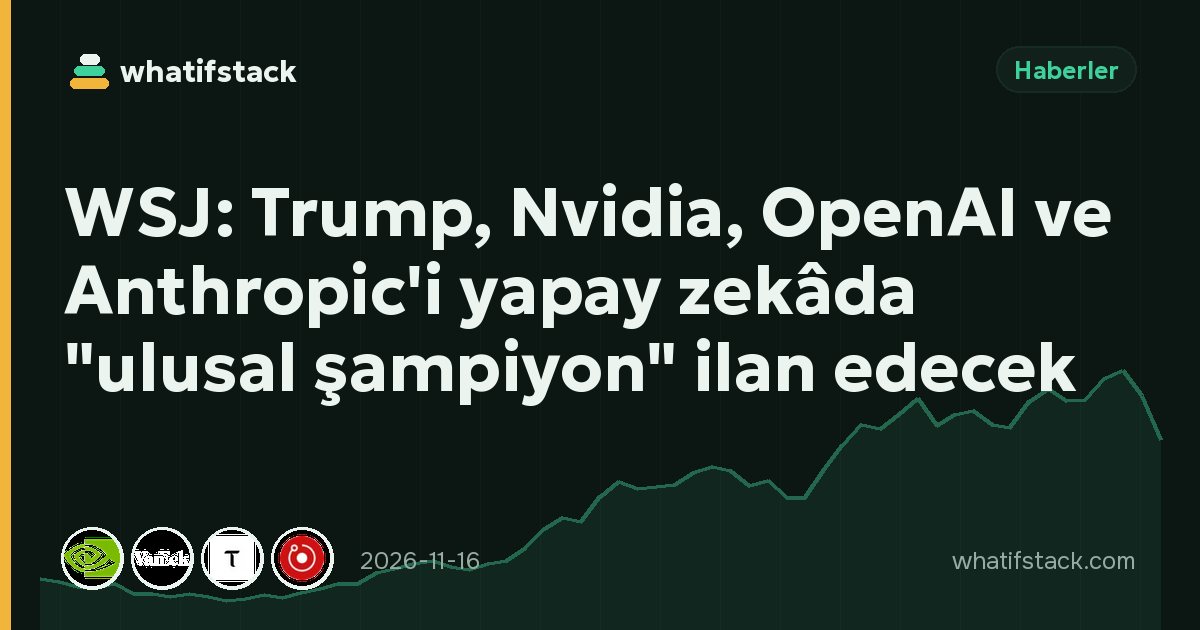 whatifstack
Haberler
WSJ: Trump, Nvidia, OpenAI ve
Anthropic'i yapay zekâda
"ulusal şampiyon" ilan edecek
τ
2026-11-16
whatifstack.com